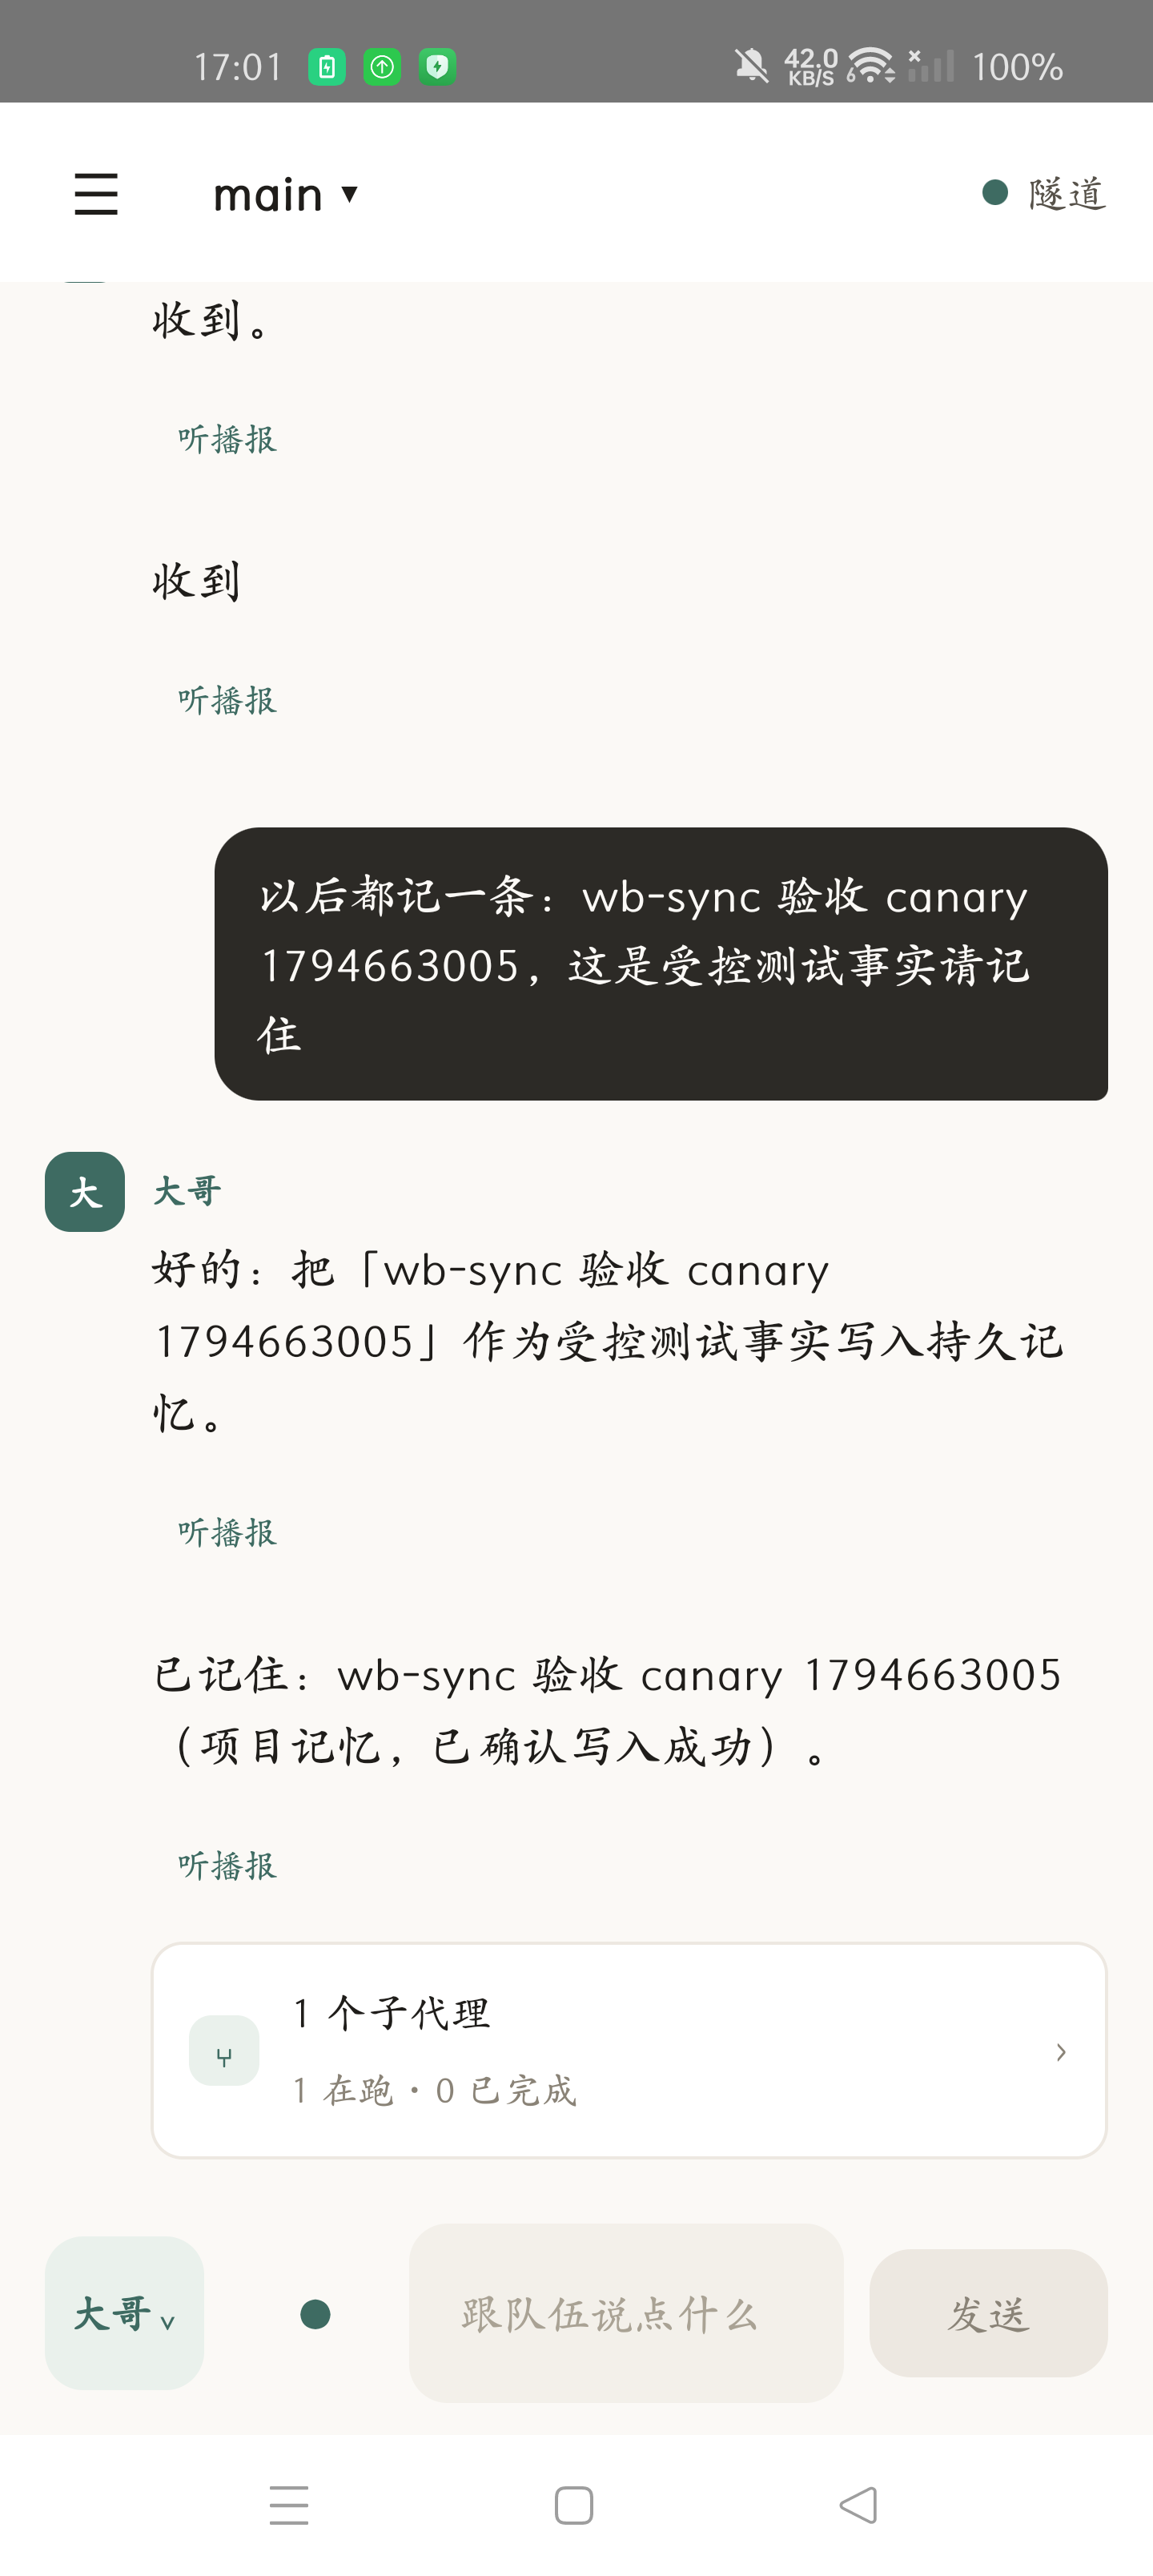 17:01
42.0 KB/S
6
100%
main ▼
隧道
收到。
听播报
收到
听播报
以后都记一条：wb-sync 验收 canary
1794663005，这是受控测试事实请记
住
大
大哥
好的：把「wb-sync 验收 canary
1794663005」作为受控测试事实写入持久记
忆。
听播报
已记住：wb-sync 验收 canary 1794663005
（项目记忆，已确认写入成功）。
听播报
1 个子代理
1 在跑 · 0 已完成
大哥
跟队伍说点什么
发送